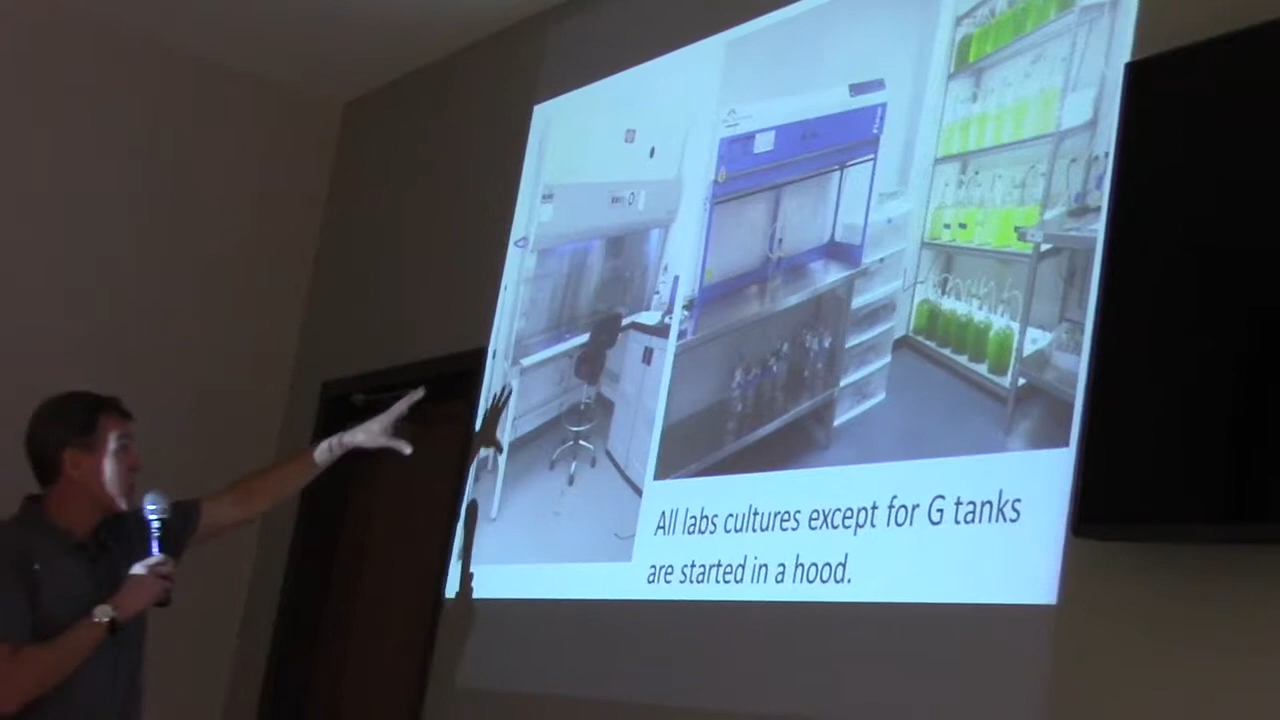 All labs cultures except for G tanks
are started in a hood.